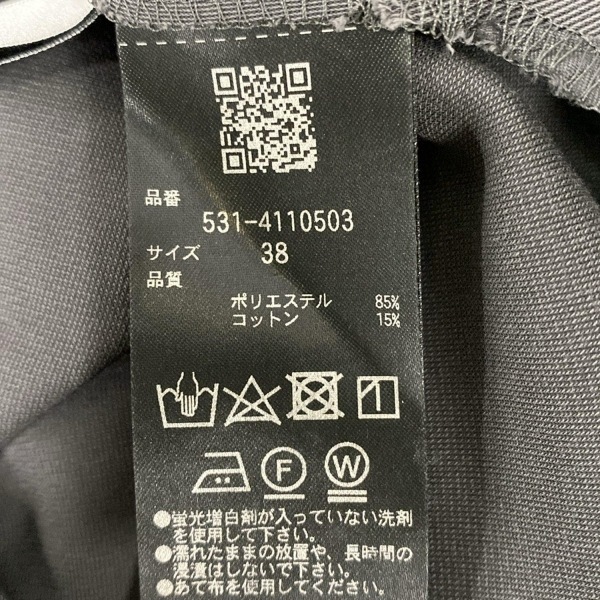 品番
531-4110503
サイズ 38
品質
ポリエステル 85%
コットン 15%
F W
●蛍光増白剤が入っていない洗剤
を使用して下さい。
●濡れたままの放置や、長時間の
浸漬はしないで下さい。
●あて布を使用してください。